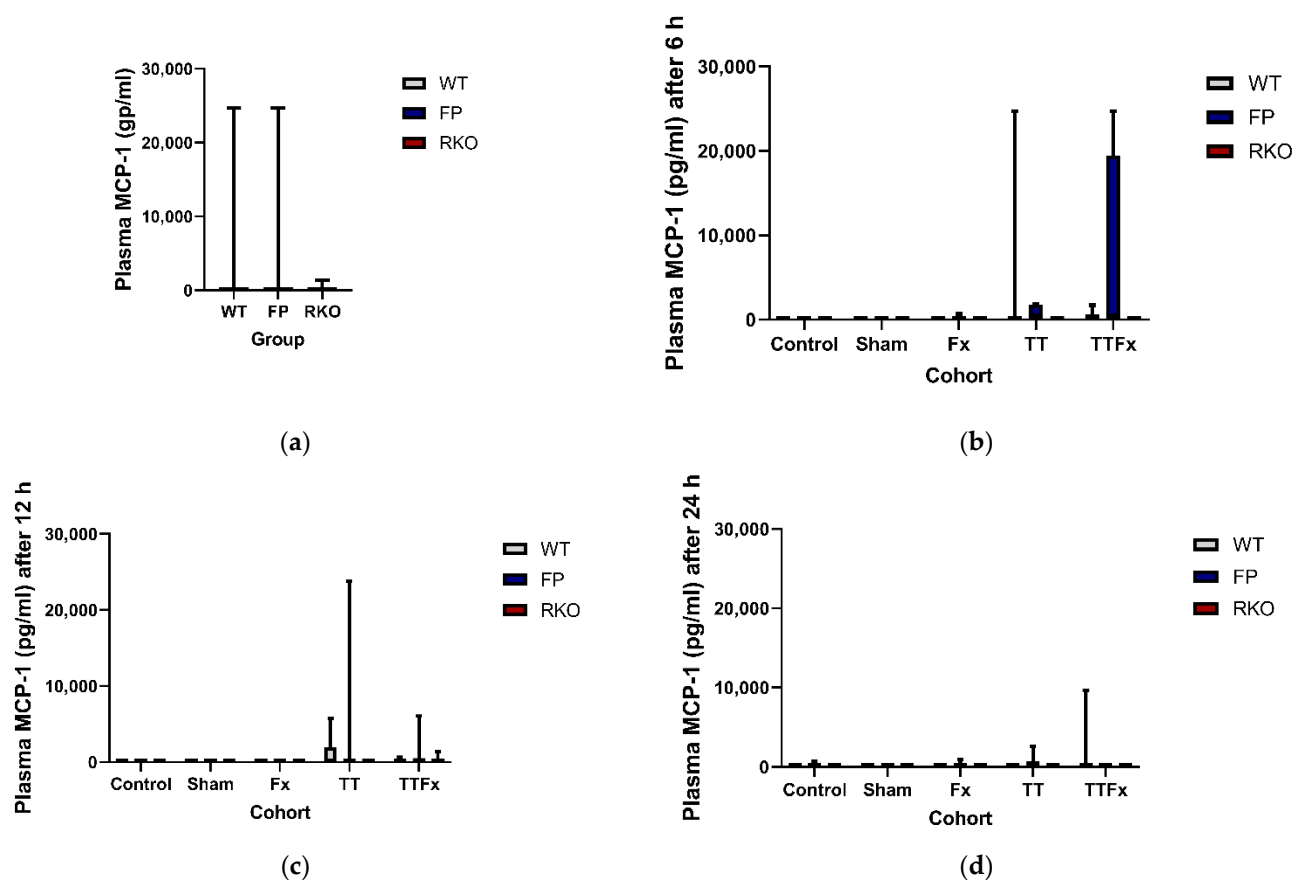 Plasma MCP-1 (gp/ml)
30,000
20,000
10,000
0
WT FP RKO
Group
WT
FP
RKO
(a)
Plasma MCP-1 (pg/ml) after 6 h
30,000
20,000
10,000
0
Control Sham Fx TT TTFx
Cohort
WT
FP
RKO
(b)
Plasma MCP-1 (pg/ml) after 12 h
30,000
20,000
10,000
0
Control Sham Fx TT TTFx
Cohort
WT
FP
RKO
(c)
Plasma MCP-1 (pg/ml) after 24 h
30,000
20,000
10,000
0
Control Sham Fx TT TTFx
Cohort
WT
FP
RKO
(d)